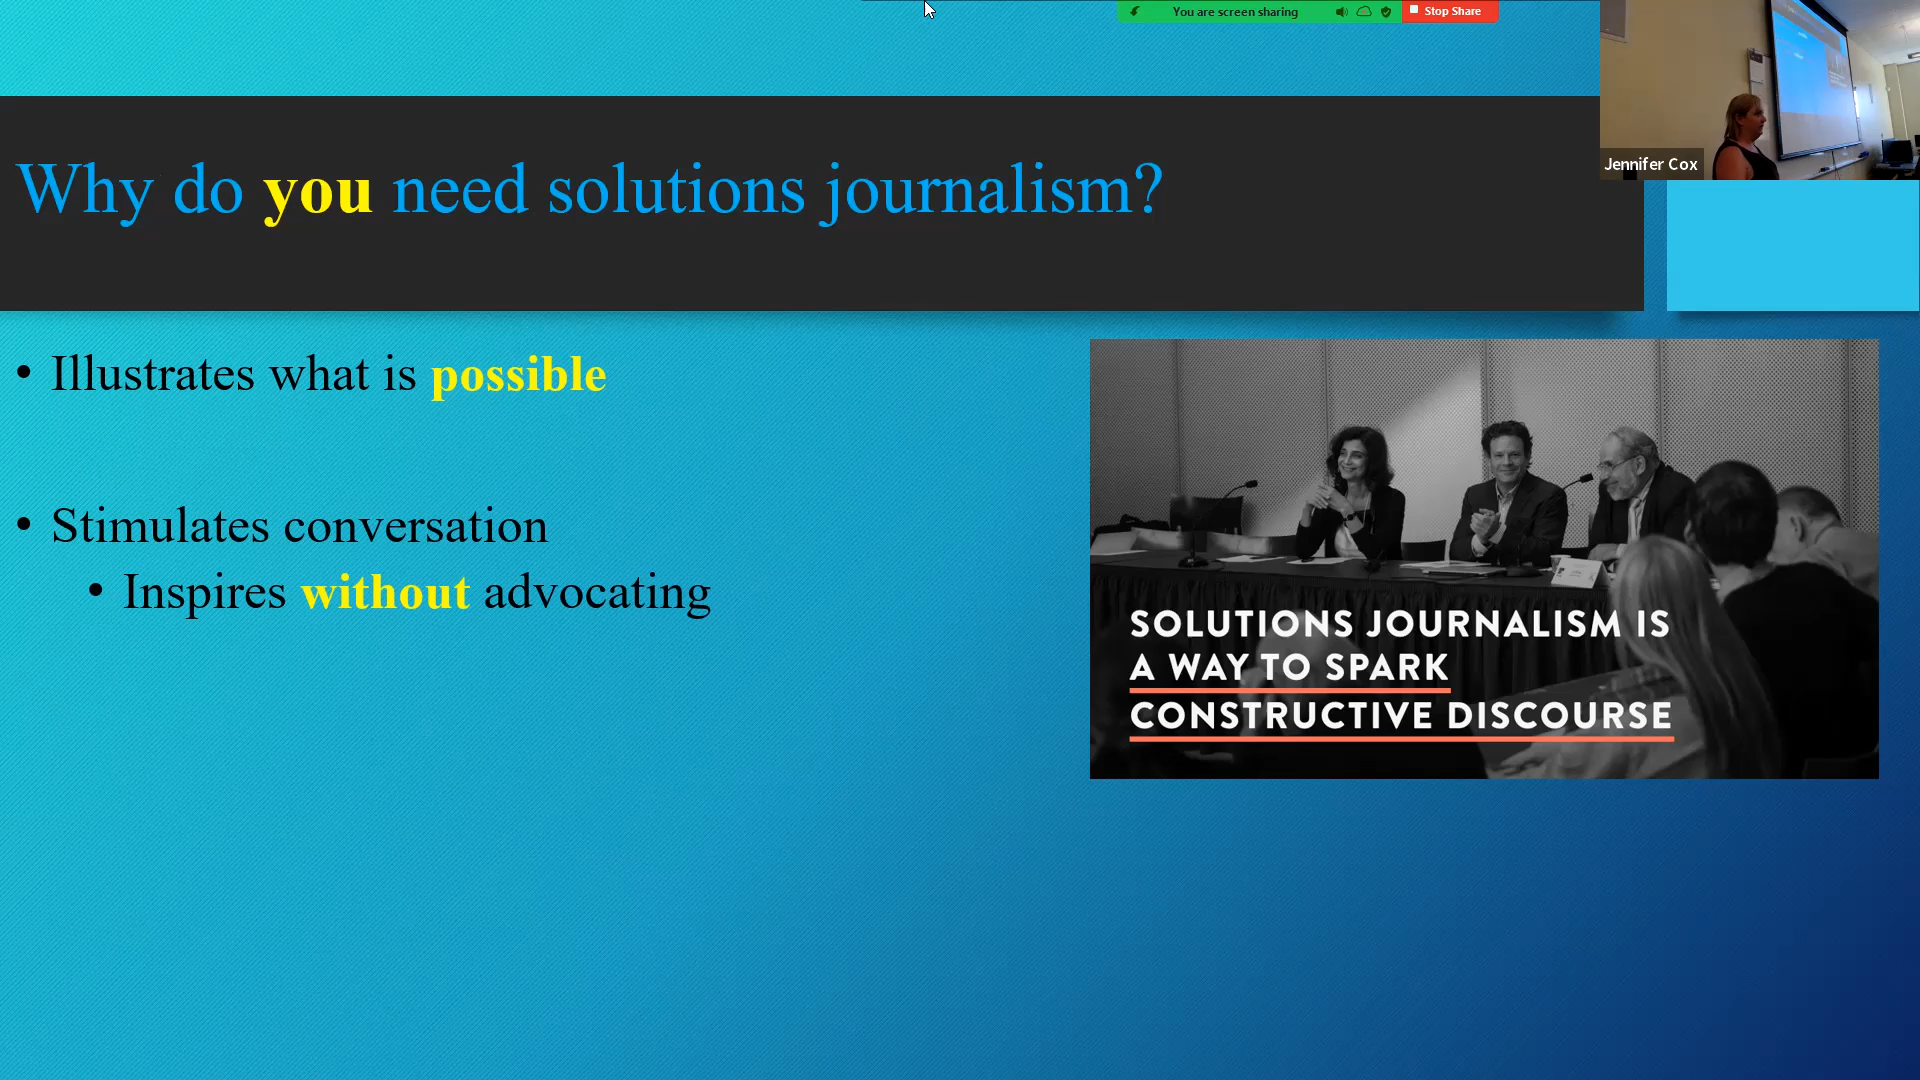 You are screen sharing
Stop Share
Jennifer Cox
Why do you need solutions journalism?
• Illustrates what is possible
• Stimulates conversation
• Inspires without advocating
SOLUTIONS JOURNALISM IS
A WAY TO SPARK
CONSTRUCTIVE DISCOURSE